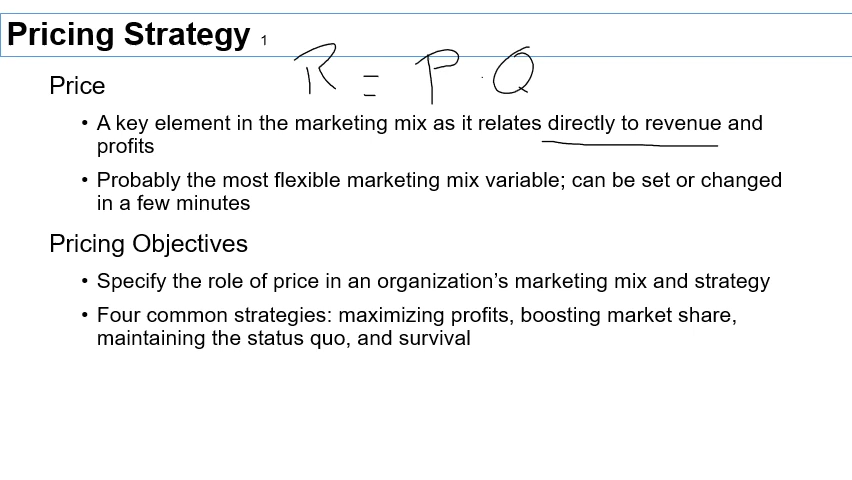 Pricing Strategy 1
R = P · Q
Price
• A key element in the marketing mix as it relates directly to revenue and
profits
• Probably the most flexible marketing mix variable; can be set or changed
in a few minutes
Pricing Objectives
• Specify the role of price in an organization’s marketing mix and strategy
• Four common strategies: maximizing profits, boosting market share,
maintaining the status quo, and survival